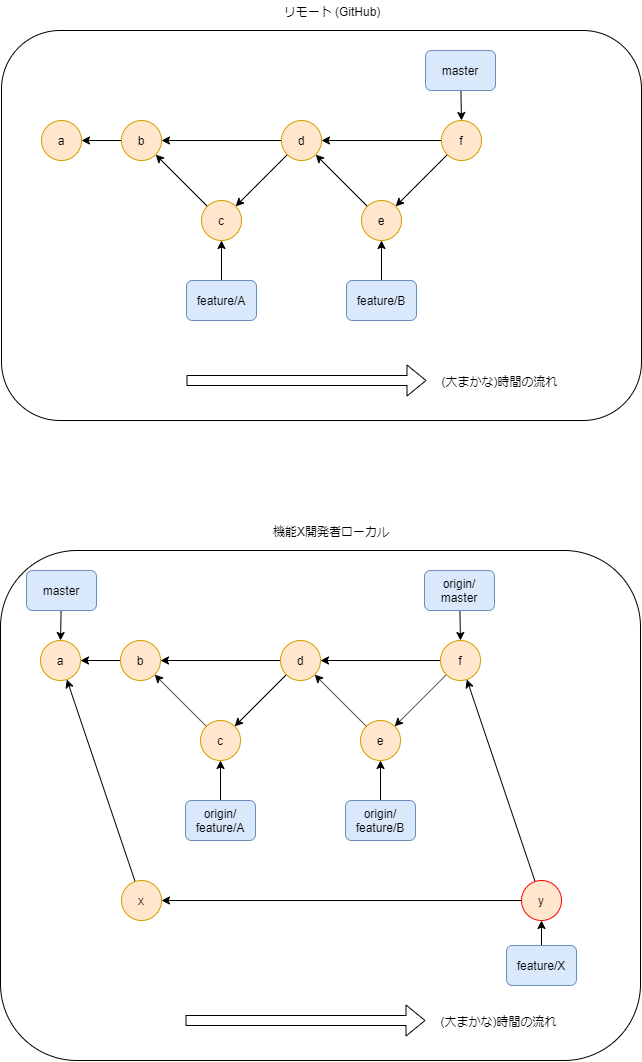 リモート (GitHub)
master
a
b
d
f
c
e
feature/A
feature/B
(大まかな)時間の流れ
機能X開発者ローカル
master
origin/
master
a
b
d
f
c
e
origin/
feature/A
origin/
feature/B
x
y
feature/X
(大まかな)時間の流れ